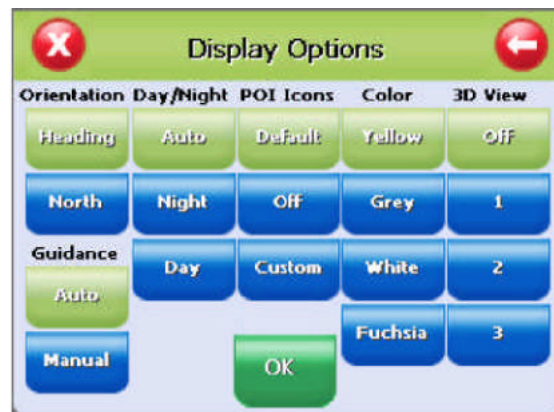 Display Options
Orientation Day/Night POI Icons Color 3D View
Heading Auto Default Yellow Off
North Night Off Grey 1
Guidance
Day Custom White 2
Auto
Fuchsia 3
Manual
OK